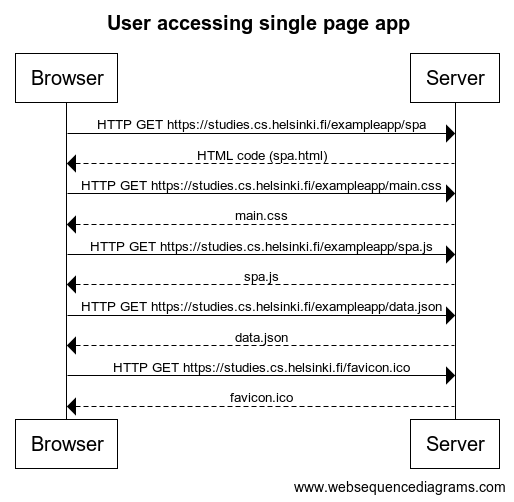 User accessing single page app
Browser Server
HTTP GET https://studies.cs.helsinki.fi/exampleapp/spa
HTML code (spa.html)
HTTP GET https://studies.cs.helsinki.fi/exampleapp/main.css
main.css
HTTP GET https://studies.cs.helsinki.fi/exampleapp/spa.js
spa.js
HTTP GET https://studies.cs.helsinki.fi/exampleapp/data.json
data.json
HTTP GET https://studies.cs.helsinki.fi/favicon.ico
favicon.ico
Browser Server
www.websequencediagrams.com